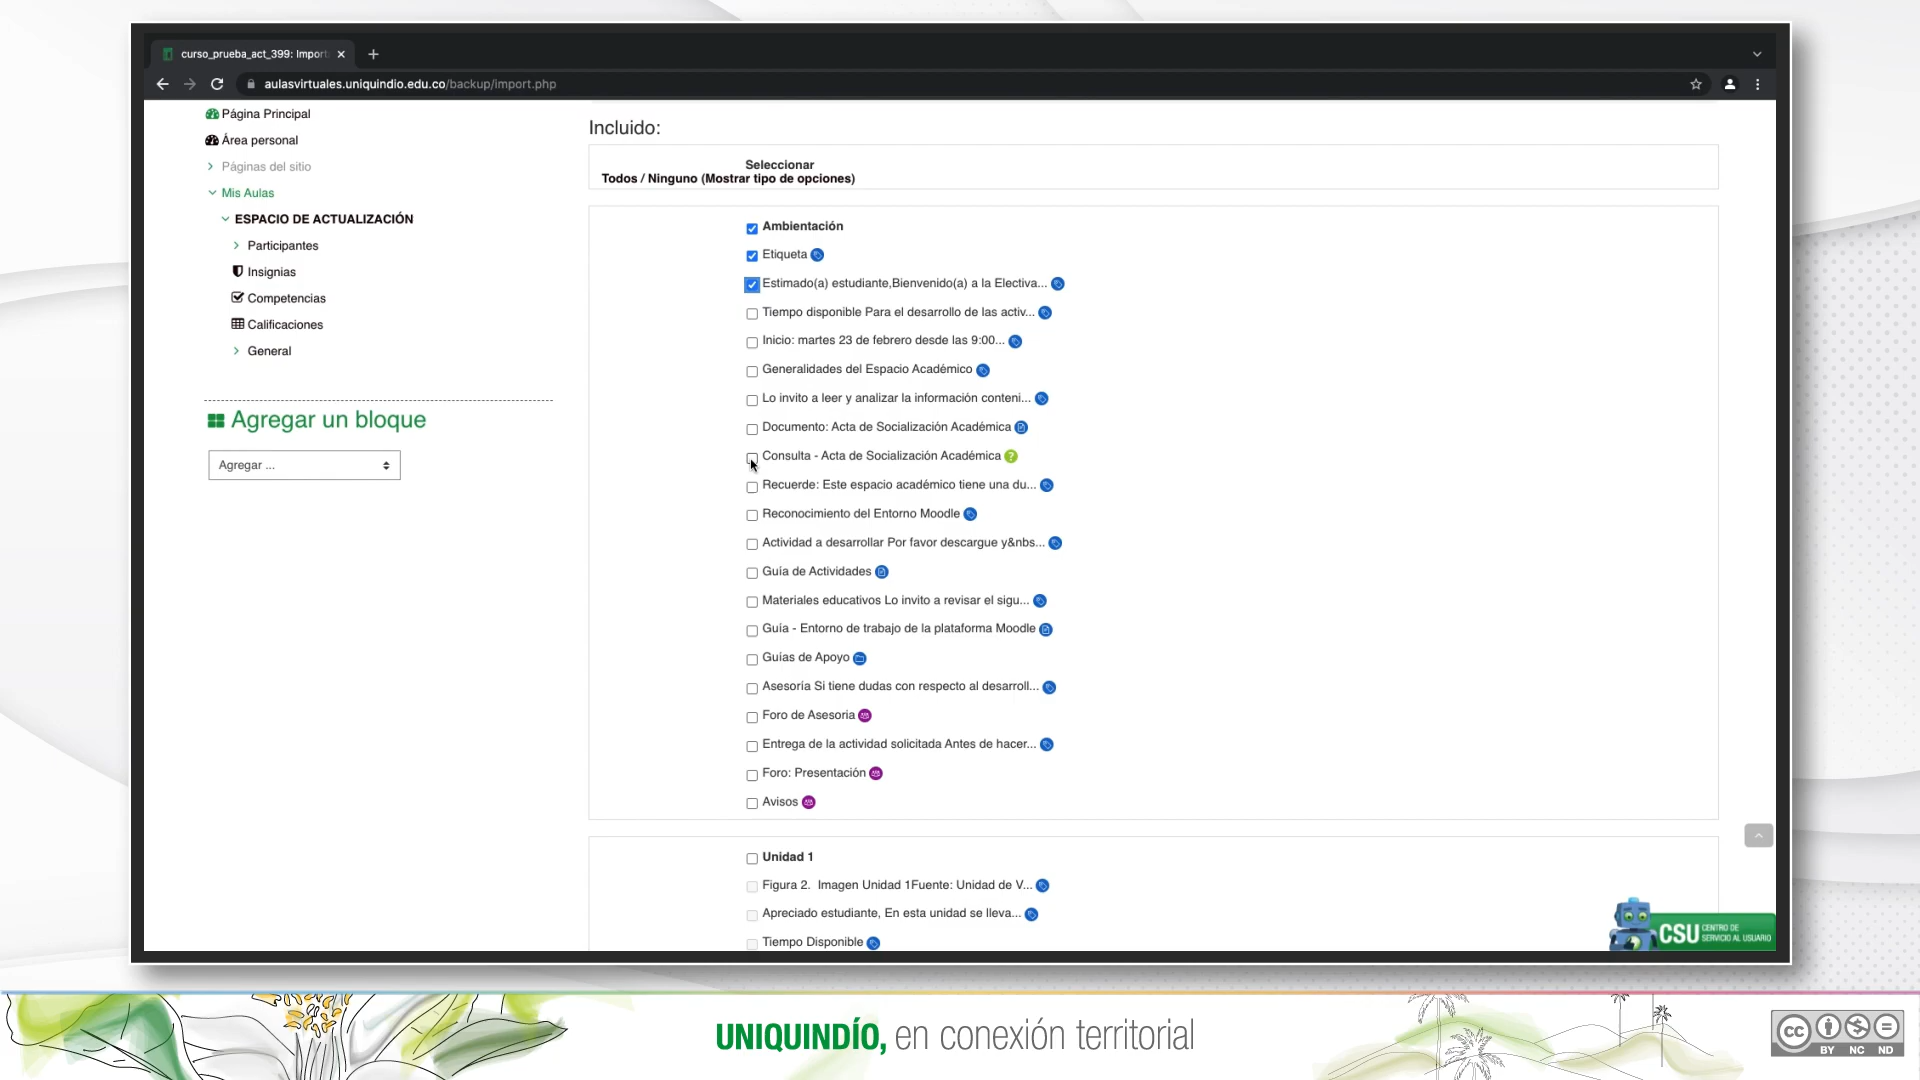 curso_prueba_act_399: Import
aulasvirtuales.uniquindio.edu.co/backup/import.php
Página Principal
Área personal
Páginas del sitio
Mis Aulas
ESPACIO DE ACTUALIZACIÓN
Participantes
Insignias
Competencias
Calificaciones
General
Agregar un bloque
Agregar ...
Incluido:
Seleccionar
Todos / Ninguno (Mostrar tipo de opciones)
Ambientación
Etiqueta
Estimado(a) estudiante,Bienvenido(a) a la Electiva...
Tiempo disponible Para el desarrollo de las activ...
Inicio: martes 23 de febrero desde las 9:00...
Generalidades del Espacio Académico
Lo invito a leer y analizar la información conteni...
Documento: Acta de Socialización Académica
Consulta - Acta de Socialización Académica
Recuerde: Este espacio académico tiene una du...
Reconocimiento del Entorno Moodle
Actividad a desarrollar Por favor descargue y&nbs...
Guía de Actividades
Materiales educativos Lo invito a revisar el sigu...
Guía - Entorno de trabajo de la plataforma Moodle
Guías de Apoyo
Asesoría Si tiene dudas con respecto al desarroll...
Foro de Asesoria
Entrega de la actividad solicitada Antes de hacer...
Foro: Presentación
Avisos
Unidad 1
Figura 2. Imagen Unidad 1Fuente: Unidad de V...
Apreciado estudiante, En esta unidad se lleva...
Tiempo Disponible
CSU CENTRO DE
SERVICIO AL USUARIO
UNIQUINDÍO, en conexión territorial
cc
BY NC ND